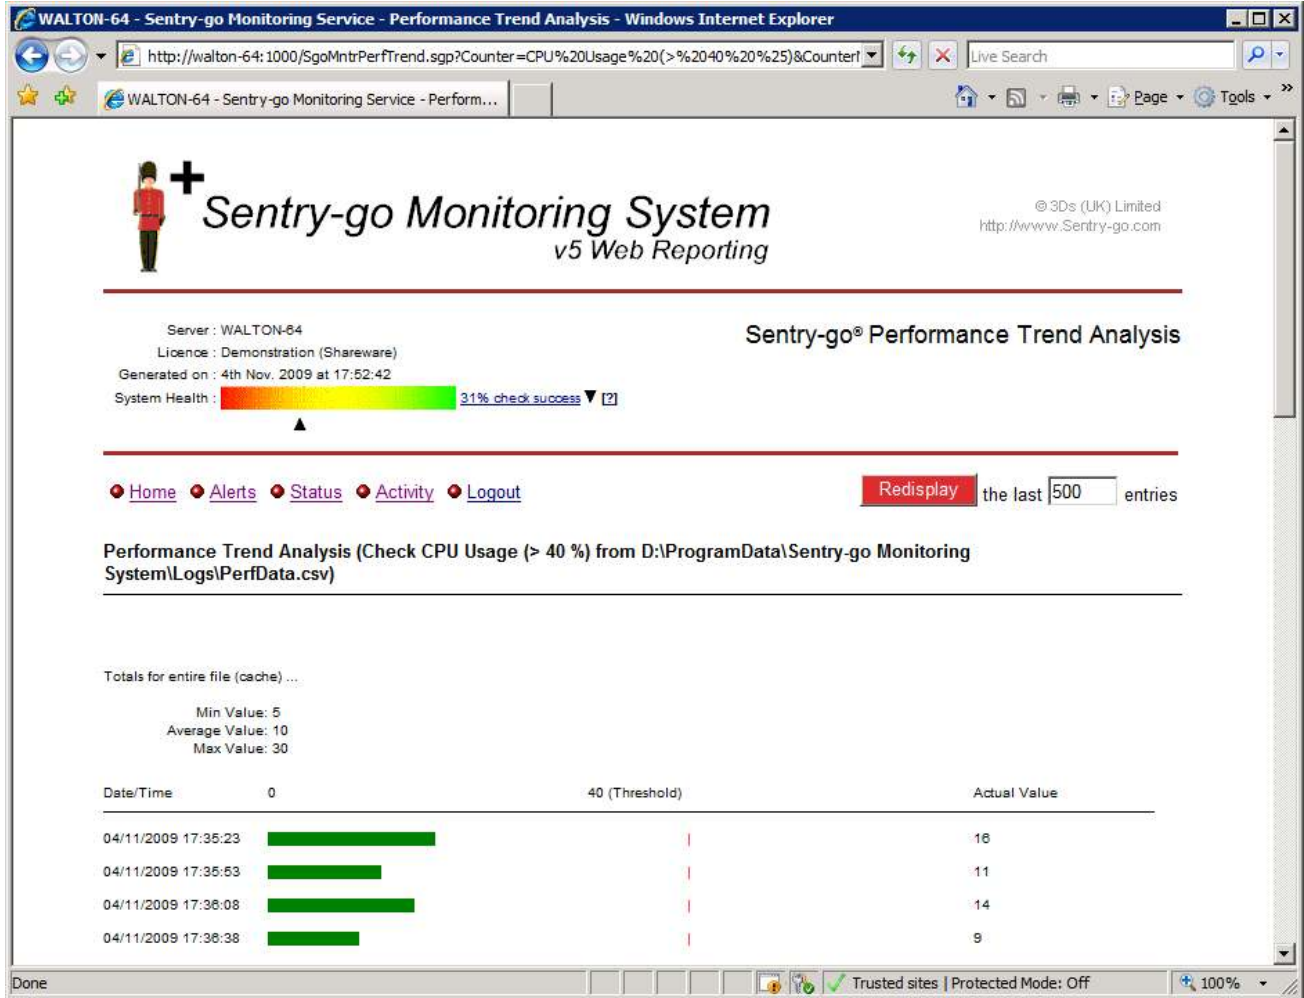 WALTON-64 - Sentry-go Monitoring Service - Performance Trend Analysis - Windows Internet Explorer
http://walton-64:1000/SgoMntrPerfTrend.sgp?Counter=CPU%20Usage%20(>%2040%20%25)&Counter
Live Search
WALTON-64 - Sentry-go Monitoring Service - Perform...
Page
Tools
»
+
Sentry-go Monitoring System
v5 Web Reporting
© 3Ds (UK) Limited
http://www.Sentry-go.com
Server : WALTON-64
Licence : Demonstration (Shareware)
Generated on : 4th Nov. 2009 at 17:52:42
System Health :
31% check success ▼ [?]
Sentry-go® Performance Trend Analysis
Home Alerts Status Activity Logout
Redisplay the last 500 entries
Performance Trend Analysis (Check CPU Usage (> 40 %) from D:\ProgramData\Sentry-go Monitoring
System\Logs\PerfData.csv)
Totals for entire file (cache) ...
Min Value: 5
Average Value: 10
Max Value: 30
Date/Time 0 40 (Threshold) Actual Value
04/11/2009 17:35:23 16
04/11/2009 17:35:53 11
04/11/2009 17:36:08 14
04/11/2009 17:36:38 9
Done
Trusted sites | Protected Mode: Off
100%